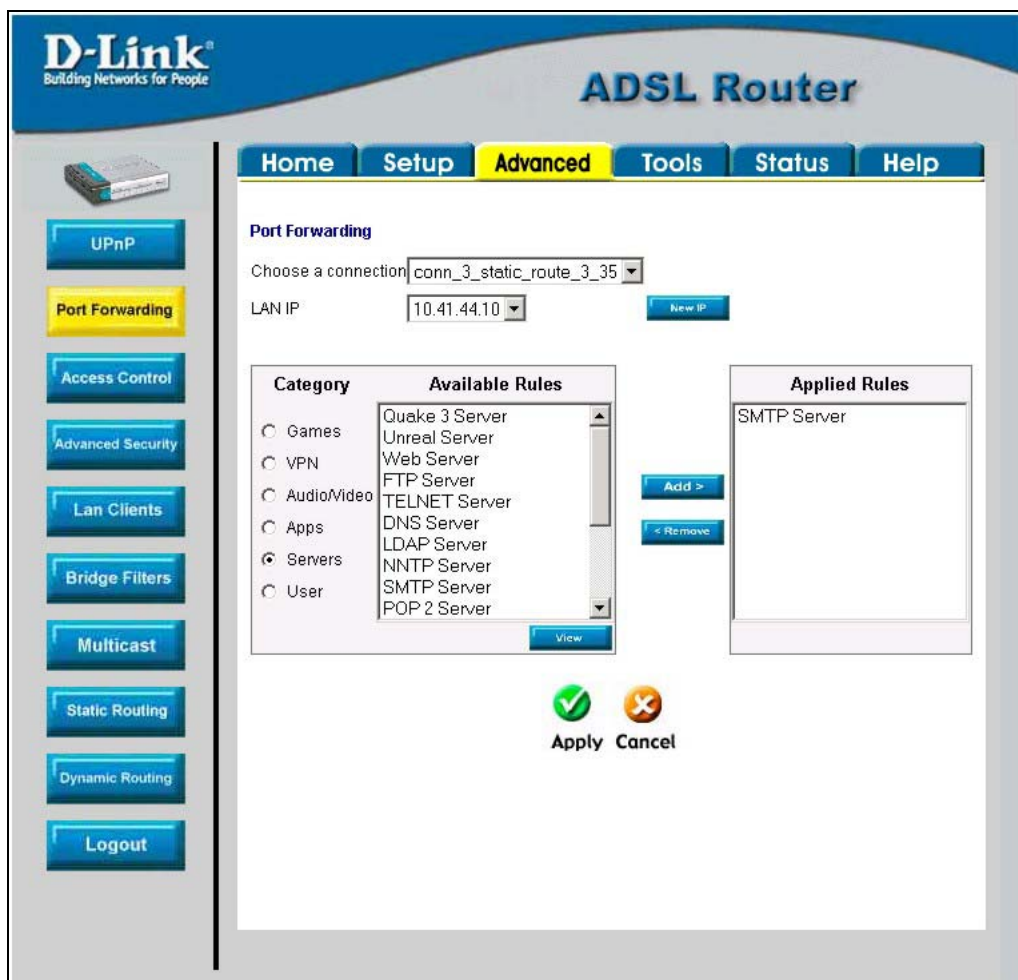 D-Link
Building Networks for People
ADSL Router
Home Setup Advanced Tools Status Help
UPnP
Port Forwarding
Access Control
Advanced Security
Lan Clients
Bridge Filters
Multicast
Static Routing
Dynamic Routing
Logout
Port Forwarding
Choose a connection conn_3_static_route_3_35
LAN IP 10.41.44.10 New IP
Category Available Rules
Games
VPN
Audio/Video
Apps
Servers
User
Quake 3 Server
Unreal Server
Web Server
FTP Server
TELNET Server
DNS Server
LDAP Server
NNTP Server
SMTP Server
POP 2 Server
View
Add >
< Remove
Applied Rules
SMTP Server
Apply Cancel